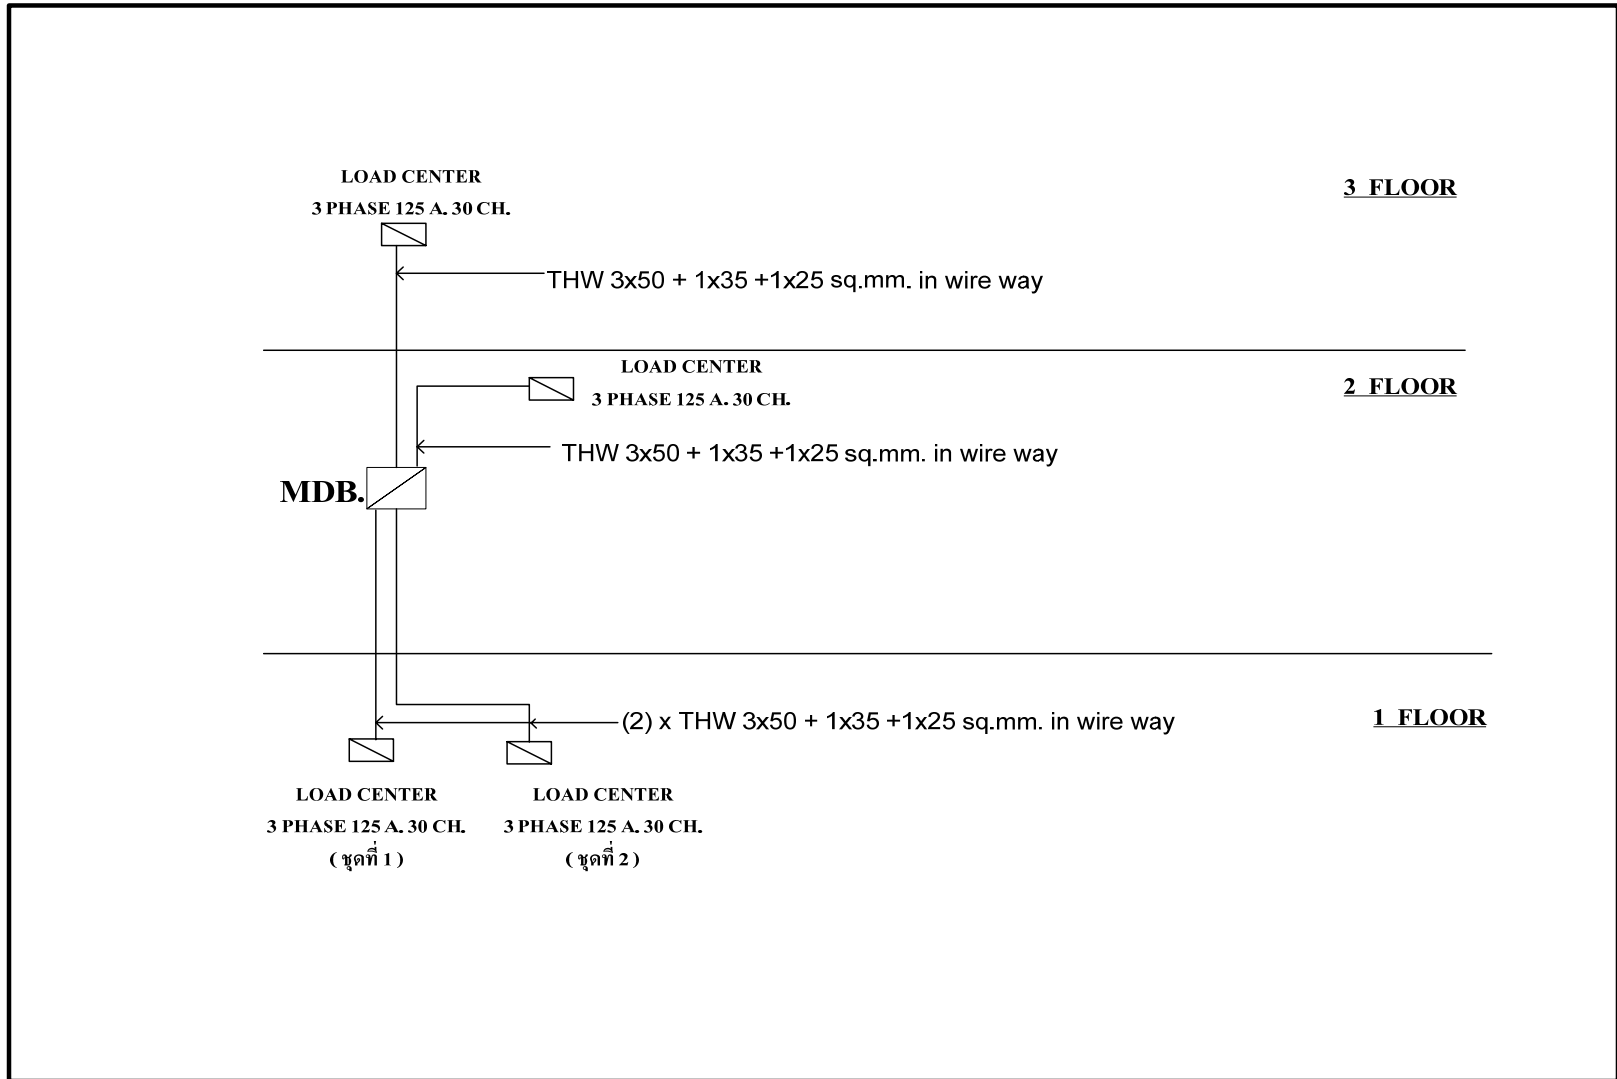 LOAD CENTER
3 PHASE 125 A. 30 CH.
3 FLOOR
THW 3x50 + 1x35 +1x25 sq.mm. in wire way
LOAD CENTER
3 PHASE 125 A. 30 CH.
2 FLOOR
THW 3x50 + 1x35 +1x25 sq.mm. in wire way
MDB.
(2) x THW 3x50 + 1x35 +1x25 sq.mm. in wire way
1 FLOOR
LOAD CENTER
3 PHASE 125 A. 30 CH.
( ชุดที่ 1 )
LOAD CENTER
3 PHASE 125 A. 30 CH.
( ชุดที่ 2 )